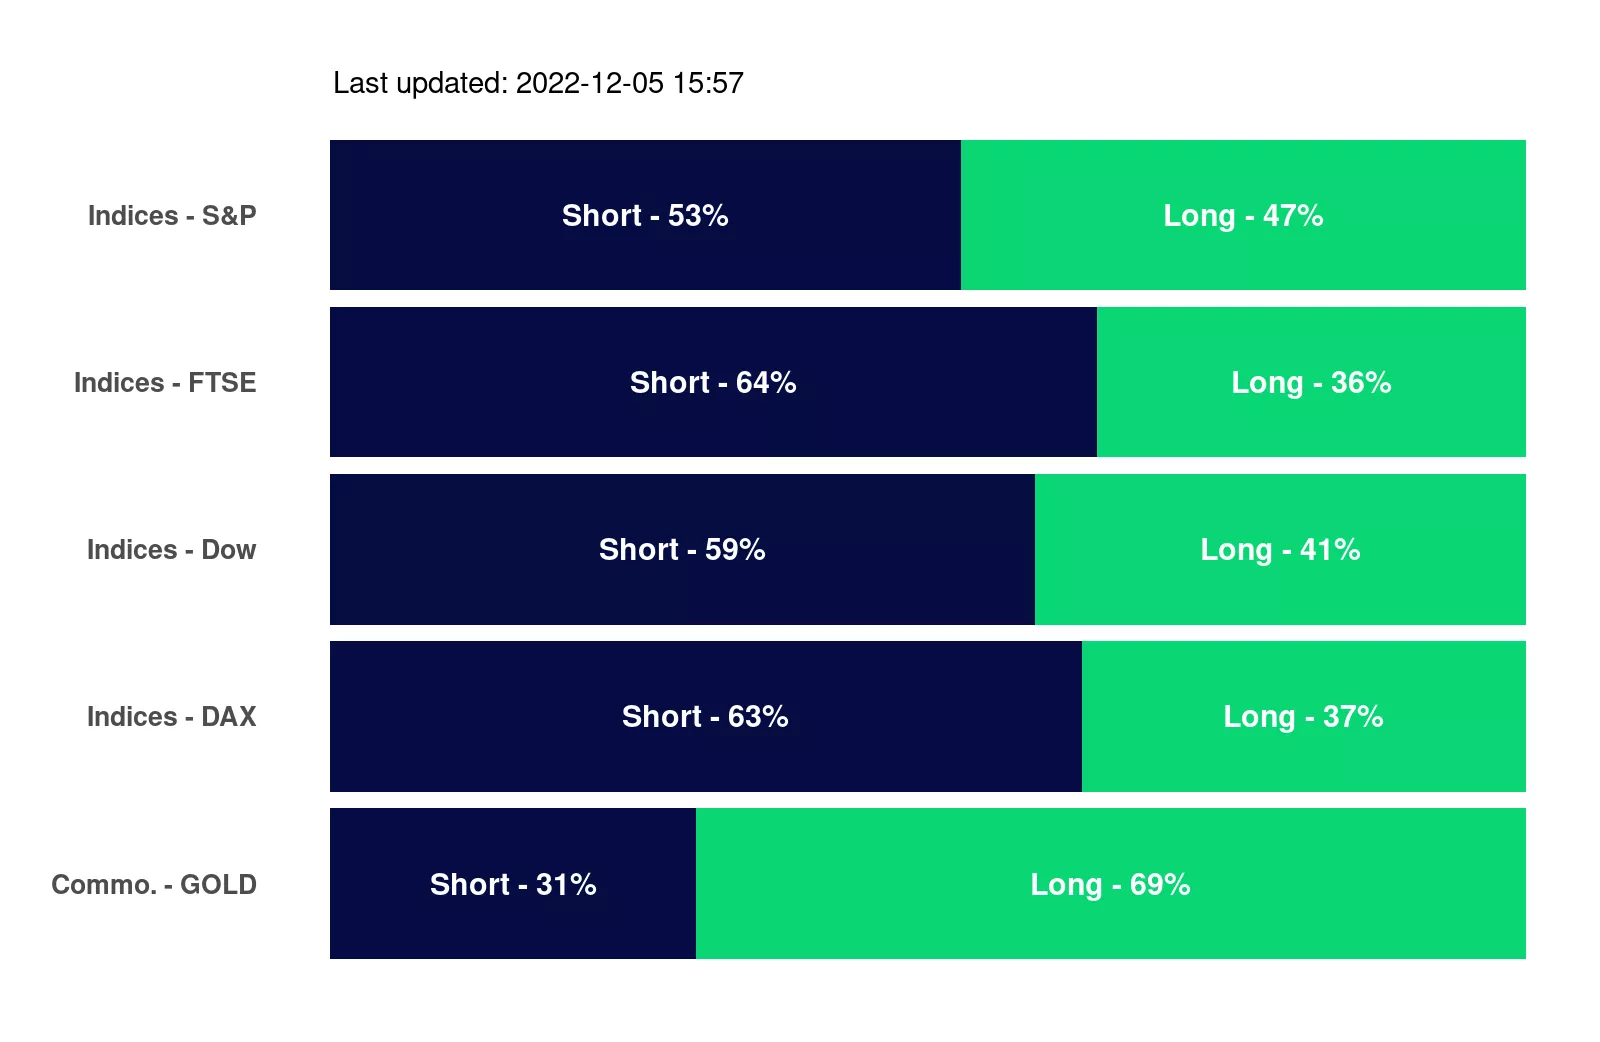 Last updated: 2022-12-05 15:57
Indices - S&P Short - 53% Long - 47%
Indices - FTSE Short - 64% Long - 36%
Indices - Dow Short - 59% Long - 41%
Indices - DAX Short - 63% Long - 37%
Commo. - GOLD Short - 31% Long - 69%